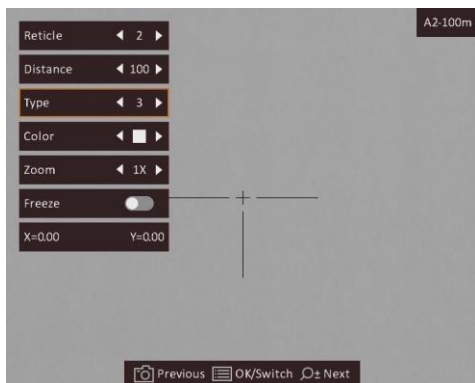 A2-100m
Reticle 2
Distance 100
Type 3
Color
Zoom 1X
Freeze
X=0.00 Y=0.00
Previous OK/Switch ± Next